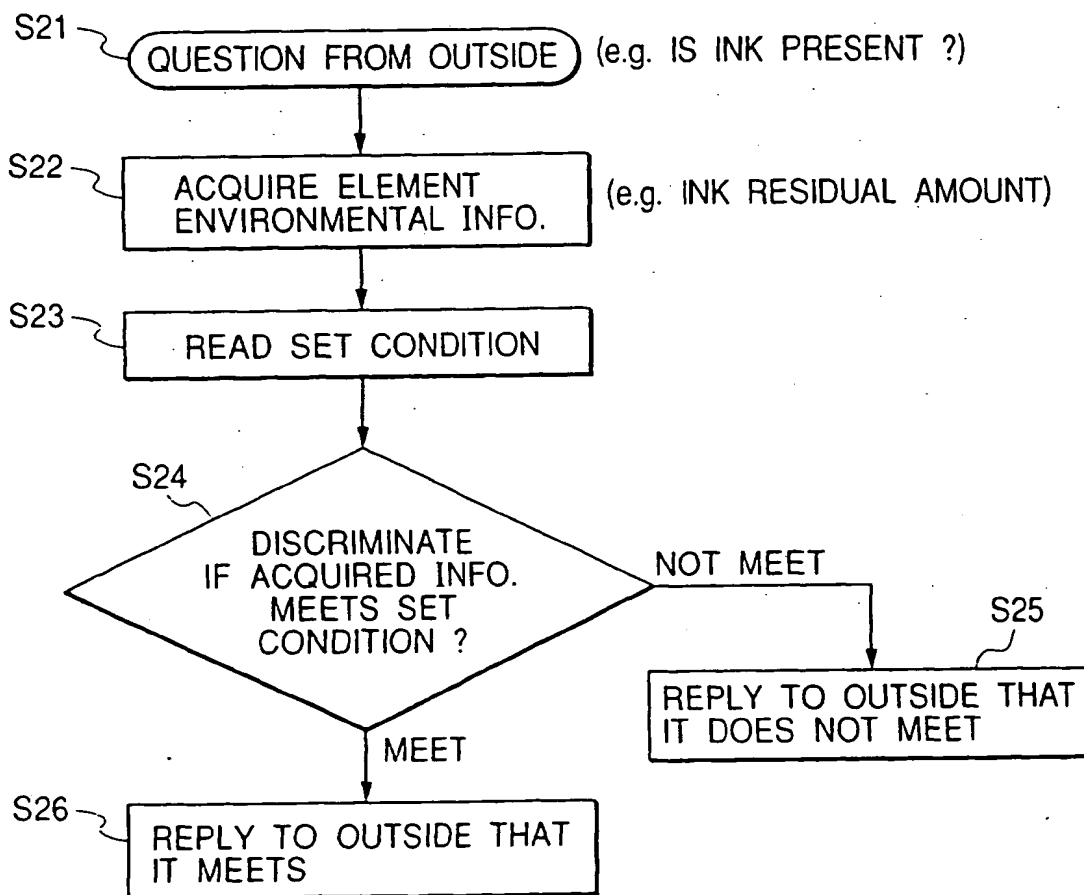 S21
QUESTION FROM OUTSIDE
(e.g. IS INK PRESENT ?)
S22
ACQUIRE ELEMENT
ENVIRONMENTAL INFO.
(e.g. INK RESIDUAL AMOUNT)
S23
READ SET CONDITION
S24
DISCRIMINATE
IF ACQUIRED INFO.
MEETS SET
CONDITION ?
NOT MEET
S25
REPLY TO OUTSIDE THAT
IT DOES NOT MEET
MEET
S26
REPLY TO OUTSIDE THAT
IT MEETS